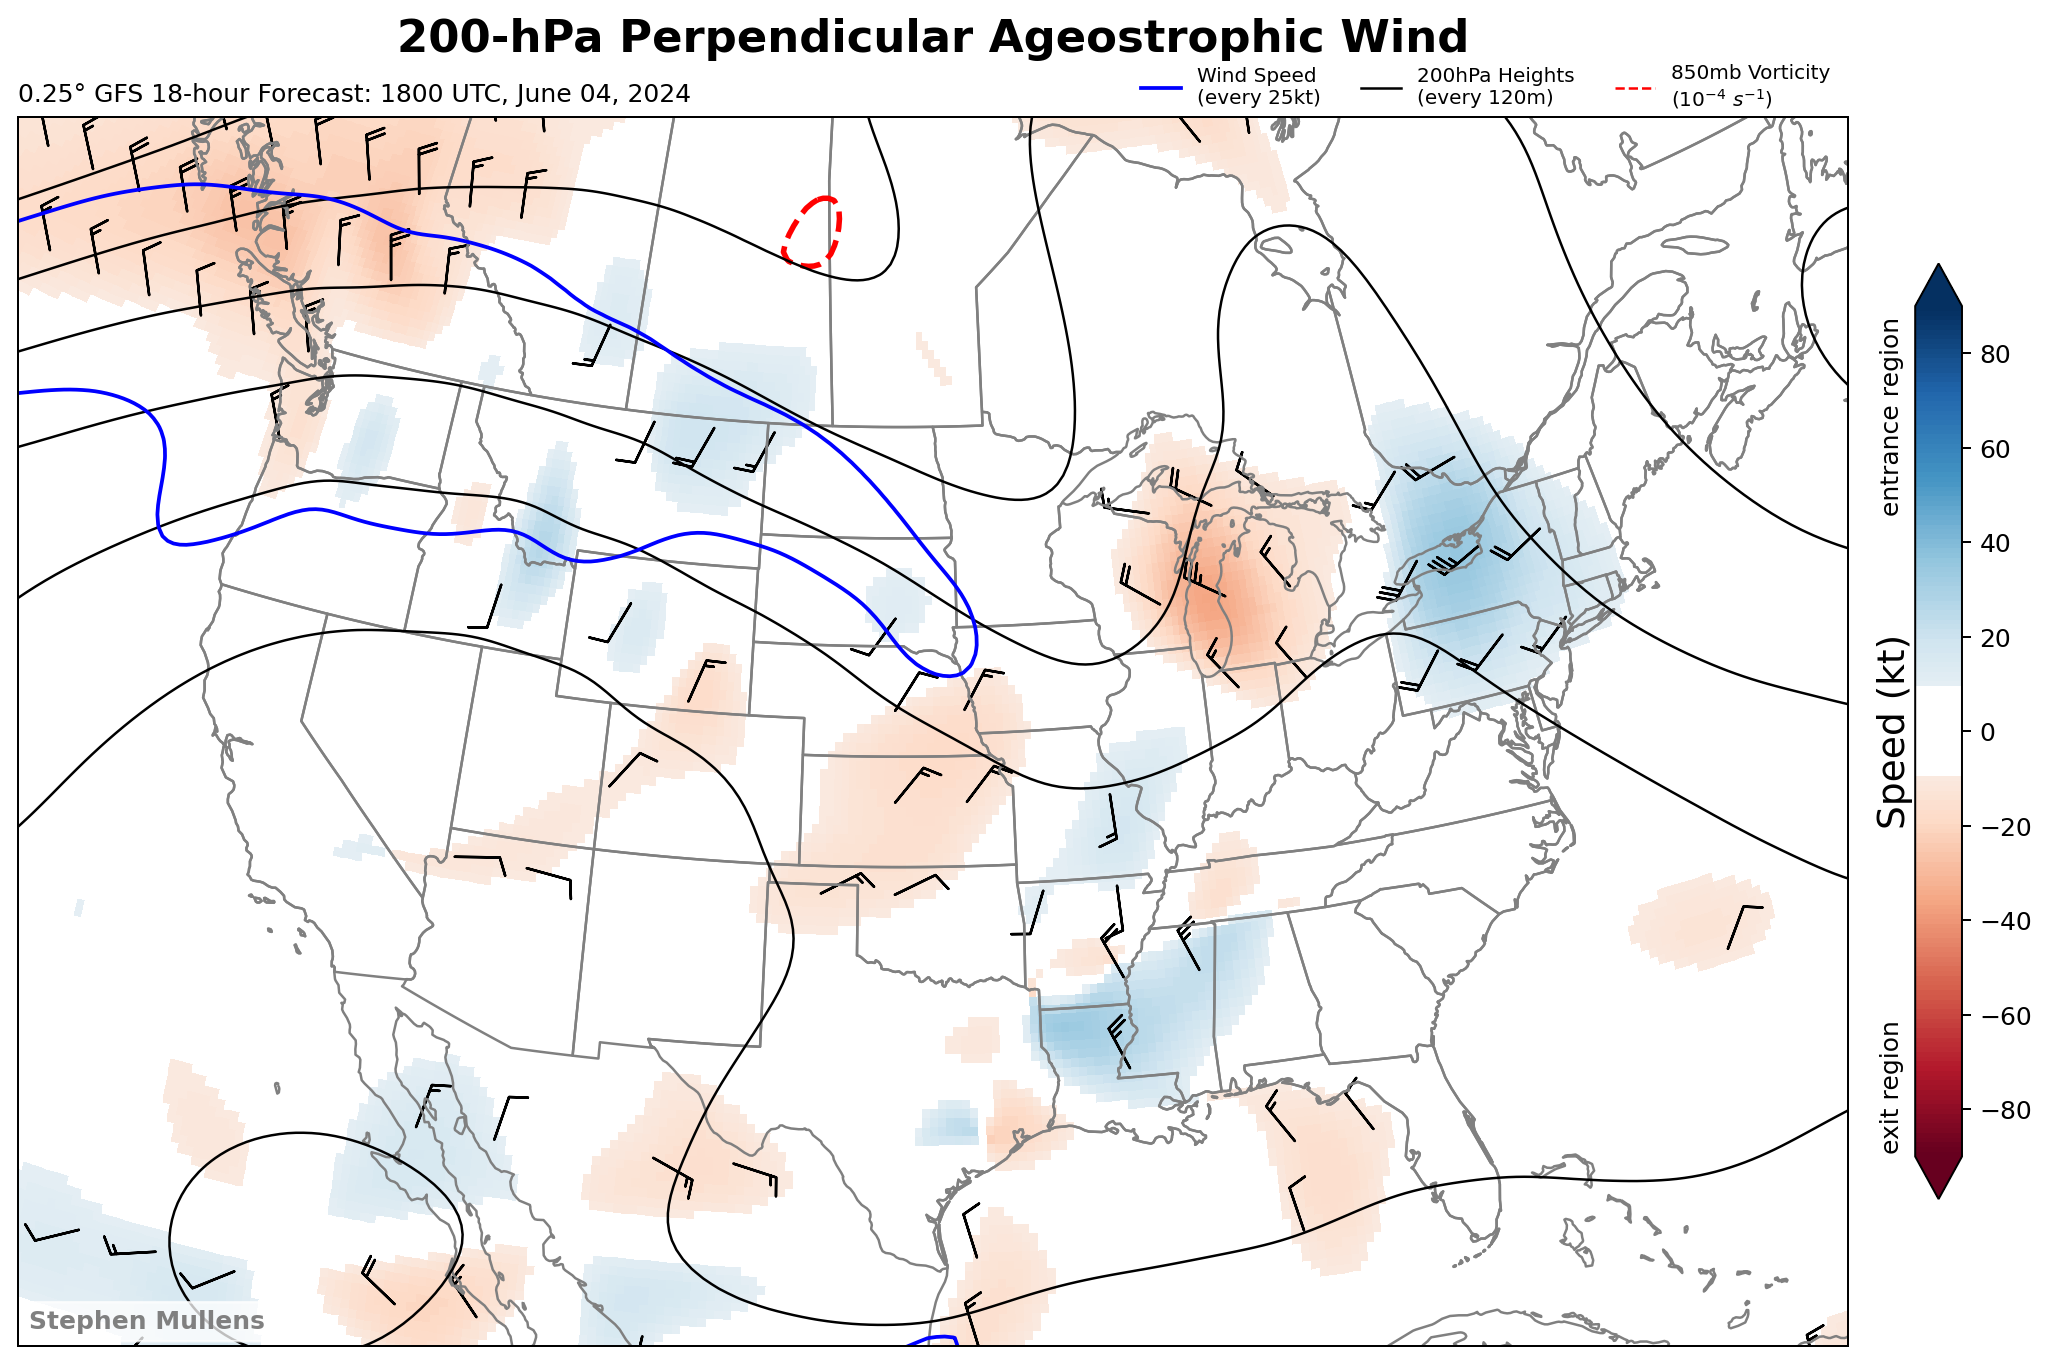 200-hPa Perpendicular Ageostrophic Wind
0.25° GFS 18-hour Forecast: 1800 UTC, June 04, 2024
Wind Speed
(every 25kt)
200hPa Heights
(every 120m)
850mb Vorticity
(10⁻⁴ s⁻¹)
entrance region
Speed (kt)
exit region
80
60
40
20
0
−20
−40
−60
−80
Stephen Mullens